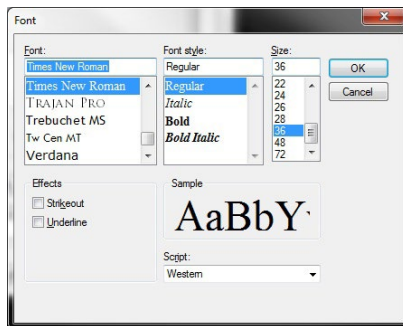 Font
Font:
Times New Roman
Times New Roman
Trajan Pro
Trebuchet MS
Tw Cen MT
Verdana
Font style:
Regular
Regular
Italic
Bold
Bold Italic
Size:
36
22
24
26
28
36
48
72
OK
Cancel
Effects
Strikeout
Underline
Sample
AaBbY
Script:
Western